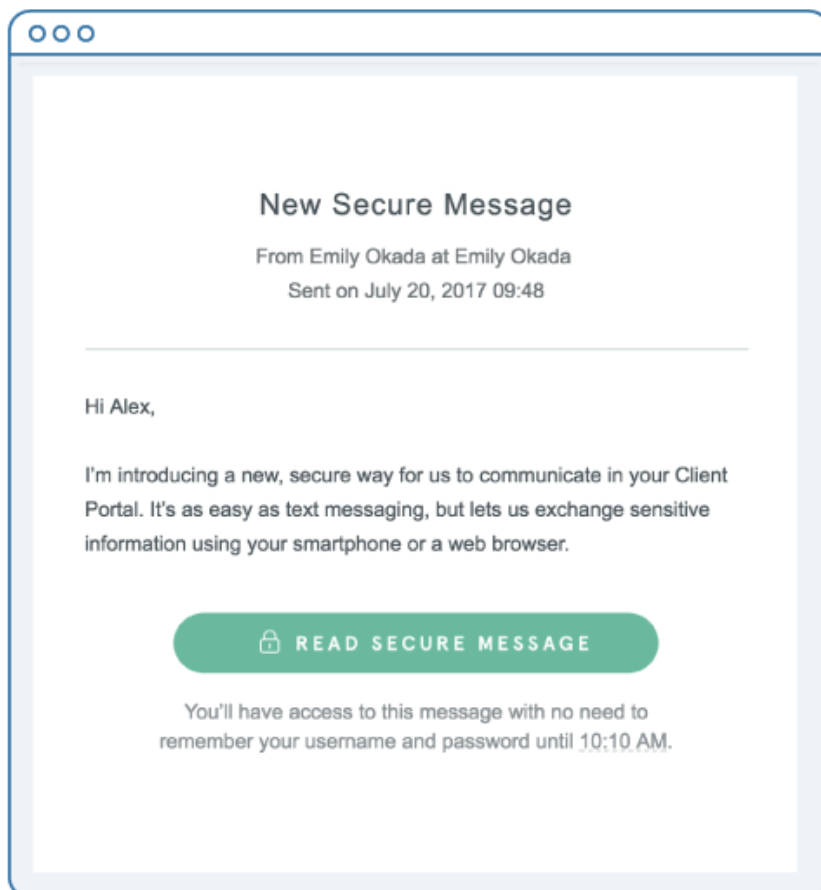 New Secure Message
From Emily Okada at Emily Okada
Sent on July 20, 2017 09:48
Hi Alex,
I'm introducing a new, secure way for us to communicate in your Client
Portal. It's as easy as text messaging, but lets us exchange sensitive
information using your smartphone or a web browser.
READ SECURE MESSAGE
You'll have access to this message with no need to
remember your username and password until 10:10 AM.